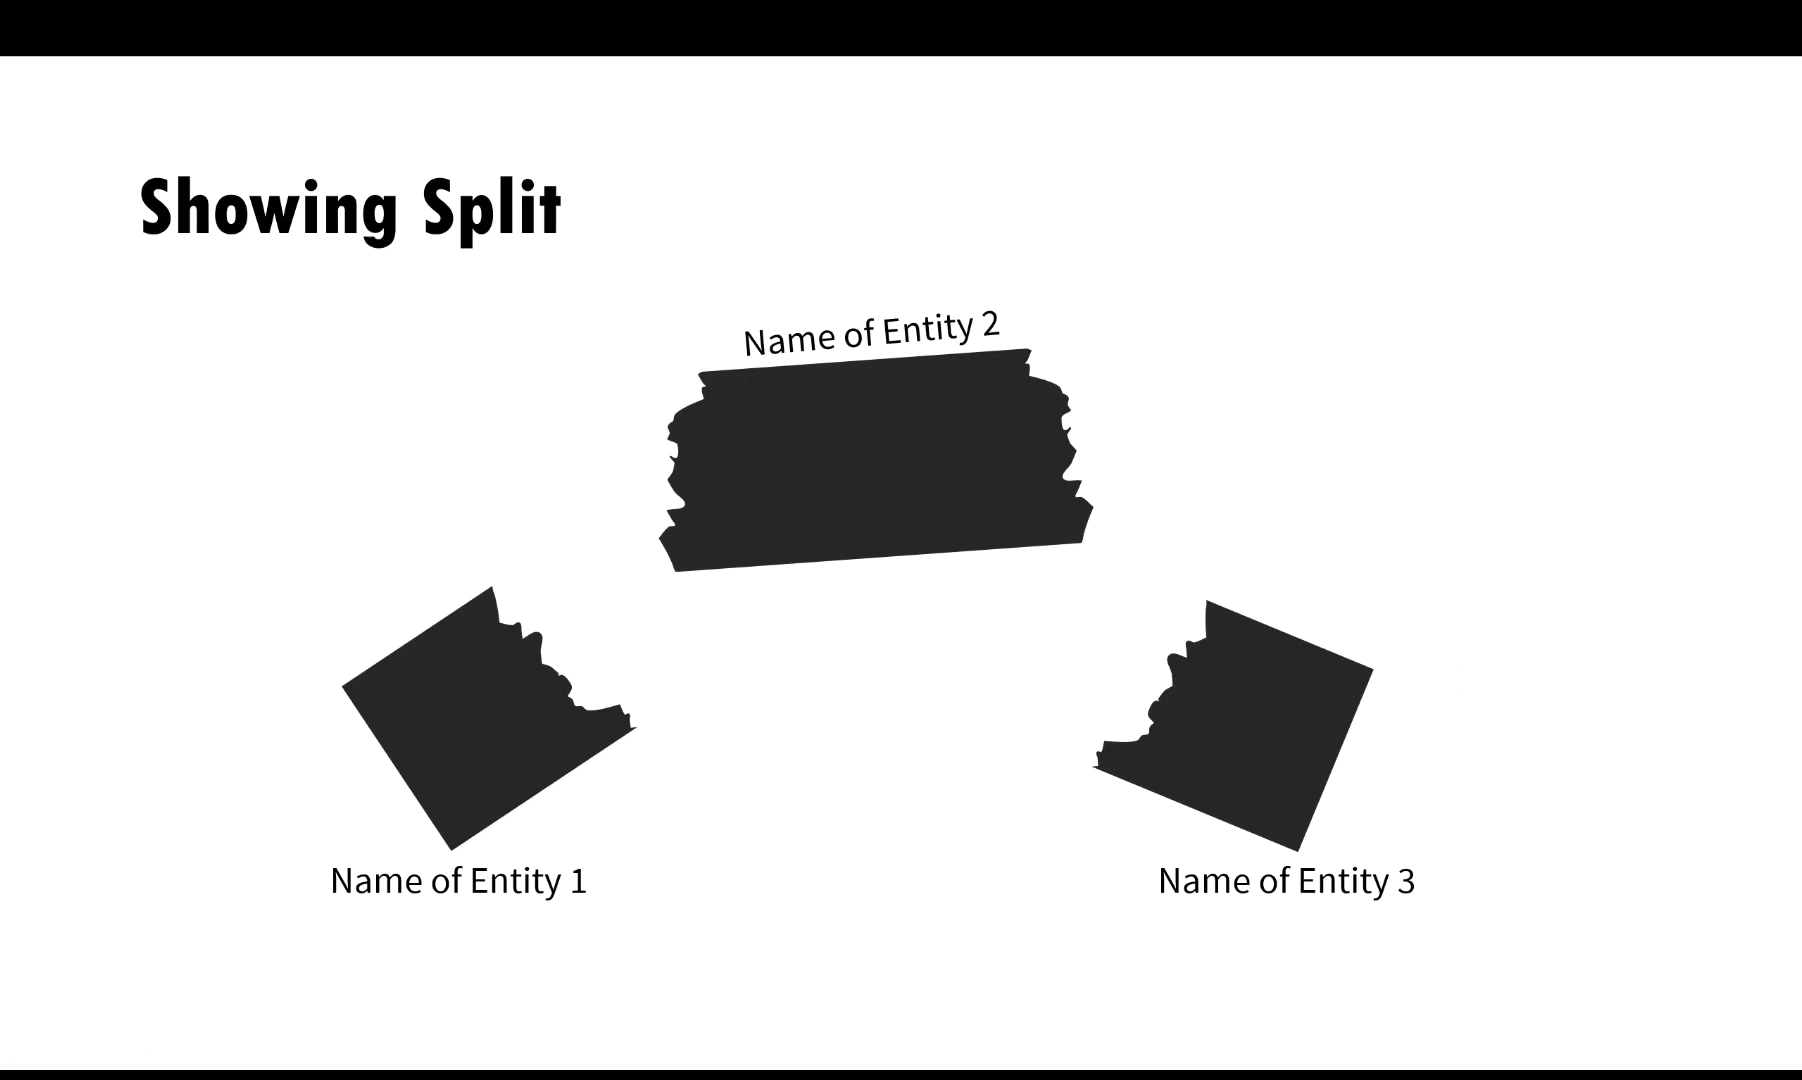 Showing Split
Name of Entity 2
Name of Entity 1
Name of Entity 3